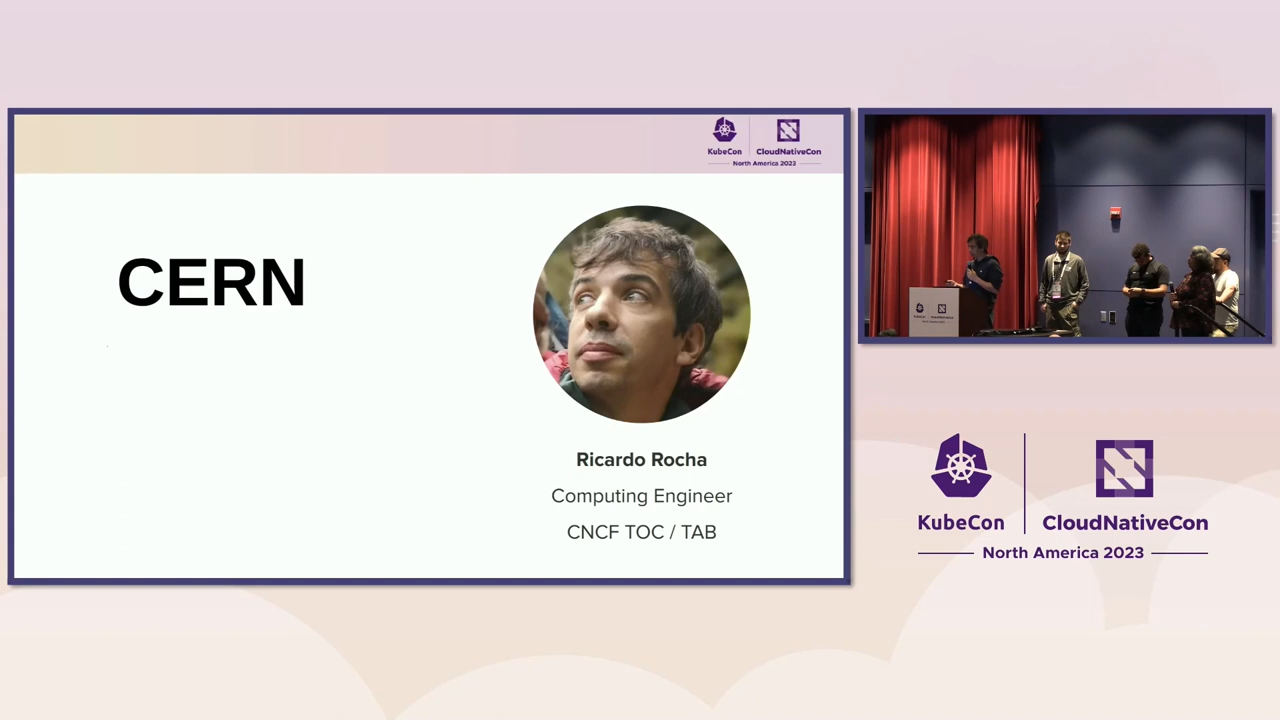 KubeCon
CloudNativeCon
North America 2023
CERN
Ricardo Rocha
Computing Engineer
CNCF TOC / TAB
KubeCon
CloudNativeCon
North America 2023